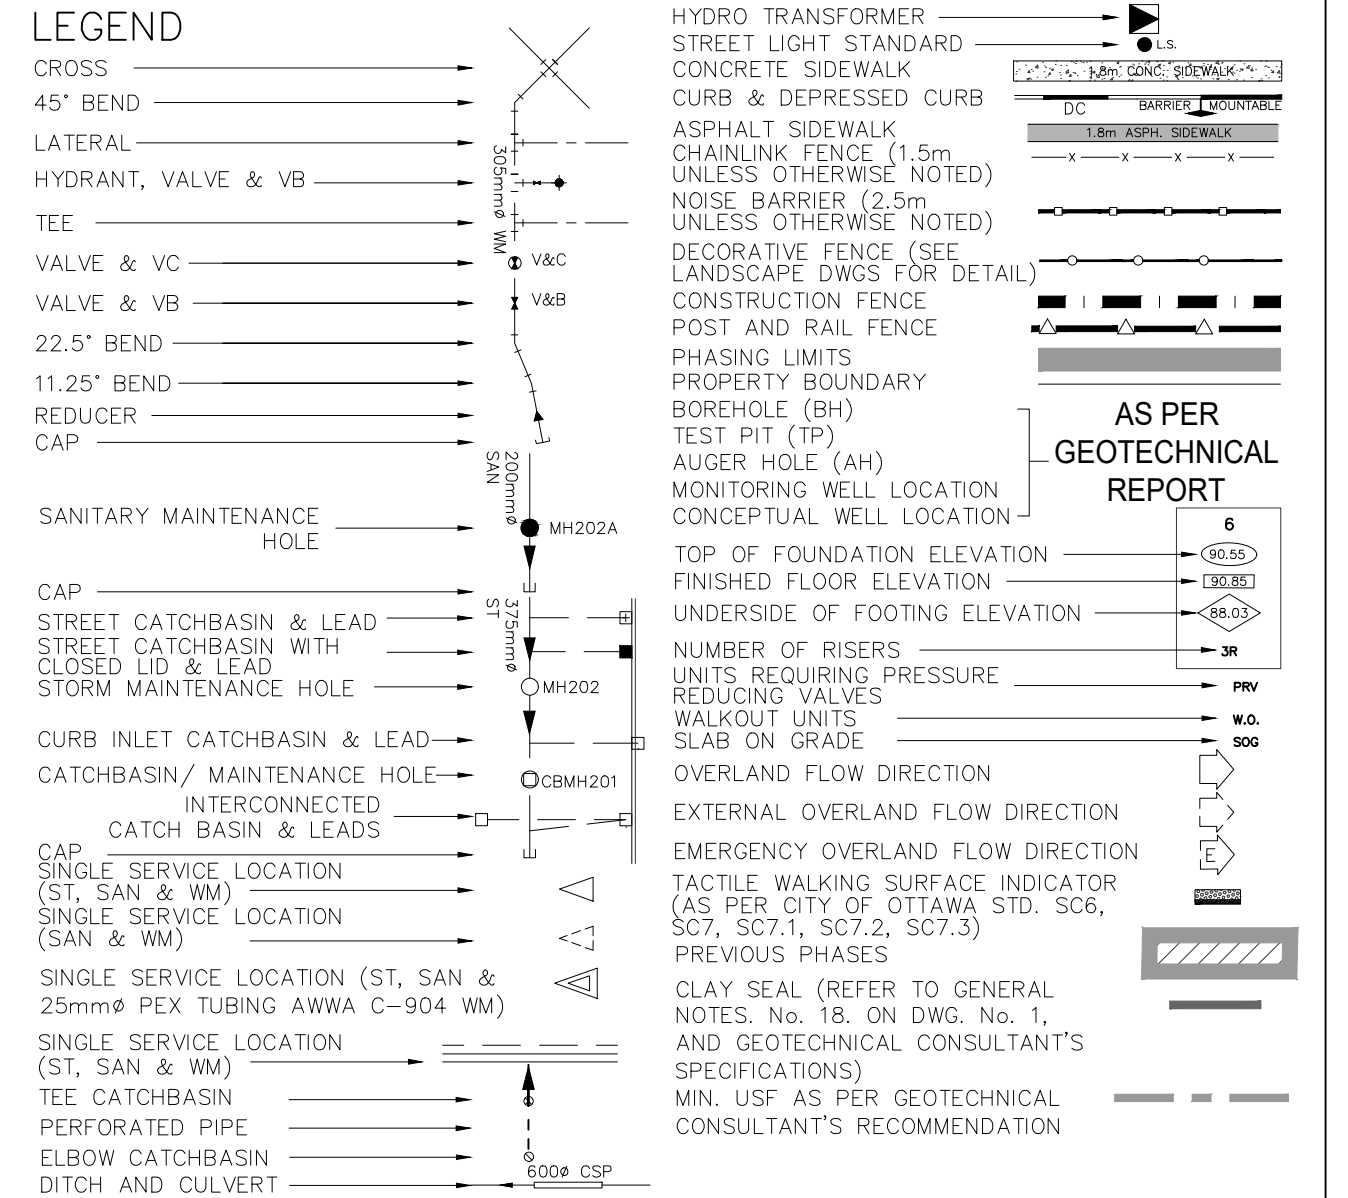 LEGEND
CROSS
45° BEND
LATERAL
HYDRANT, VALVE & VB
TEE
VALVE & VC
VALVE & VB
22.5° BEND
11.25° BEND
REDUCER
CAP
SANITARY MAINTENANCE
HOLE
CAP
STREET CATCHBASIN & LEAD
STREET CATCHBASIN WITH
CLOSED LID & LEAD
STORM MAINTENANCE HOLE
CURB INLET CATCHBASIN & LEAD
CATCHBASIN/ MAINTENANCE HOLE
INTERCONNECTED
CATCH BASIN & LEADS
CAP
SINGLE SERVICE LOCATION
(ST, SAN & WM)
SINGLE SERVICE LOCATION
(SAN & WM)
SINGLE SERVICE LOCATION (ST, SAN &
25mmø PEX TUBING AWWA C-904 WM)
SINGLE SERVICE LOCATION
(ST, SAN & WM)
TEE CATCHBASIN
PERFORATED PIPE
ELBOW CATCHBASIN
DITCH AND CULVERT
305mmø WM
V&C
V&B
200mmø
SAN
MH202A
375mmø
ST
MH202
CBMH201
600ø CSP
HYDRO TRANSFORMER
STREET LIGHT STANDARD
L.S.
CONCRETE SIDEWALK
1.8m CONC. SIDEWALK
CURB & DEPRESSED CURB
DC
BARRIER
MOUNTABLE
ASPHALT SIDEWALK
1.8m ASPH. SIDEWALK
CHAINLINK FENCE (1.5m
UNLESS OTHERWISE NOTED)
X X X X
NOISE BARRIER (2.5m
UNLESS OTHERWISE NOTED)
DECORATIVE FENCE (SEE
LANDSCAPE DWGS FOR DETAIL)
CONSTRUCTION FENCE
POST AND RAIL FENCE
PHASING LIMITS
PROPERTY BOUNDARY
BOREHOLE (BH)
TEST PIT (TP)
AUGER HOLE (AH)
MONITORING WELL LOCATION
CONCEPTUAL WELL LOCATION
AS PER
GEOTECHNICAL
REPORT
6
TOP OF FOUNDATION ELEVATION
90.55
FINISHED FLOOR ELEVATION
90.85
UNDERSIDE OF FOOTING ELEVATION
88.03
NUMBER OF RISERS
3R
UNITS REQUIRING PRESSURE
REDUCING VALVES
PRV
WALKOUT UNITS
W.O.
SLAB ON GRADE
SOG
OVERLAND FLOW DIRECTION
EXTERNAL OVERLAND FLOW DIRECTION
EMERGENCY OVERLAND FLOW DIRECTION
E
TACTILE WALKING SURFACE INDICATOR
(AS PER CITY OF OTTAWA STD. SC6,
SC7, SC7.1, SC7.2, SC7.3)
PREVIOUS PHASES
CLAY SEAL (REFER TO GENERAL
NOTES. No. 18. ON DWG. No. 1,
AND GEOTECHNICAL CONSULTANT'S
SPECIFICATIONS)
MIN. USF AS PER GEOTECHNICAL
CONSULTANT'S RECOMMENDATION